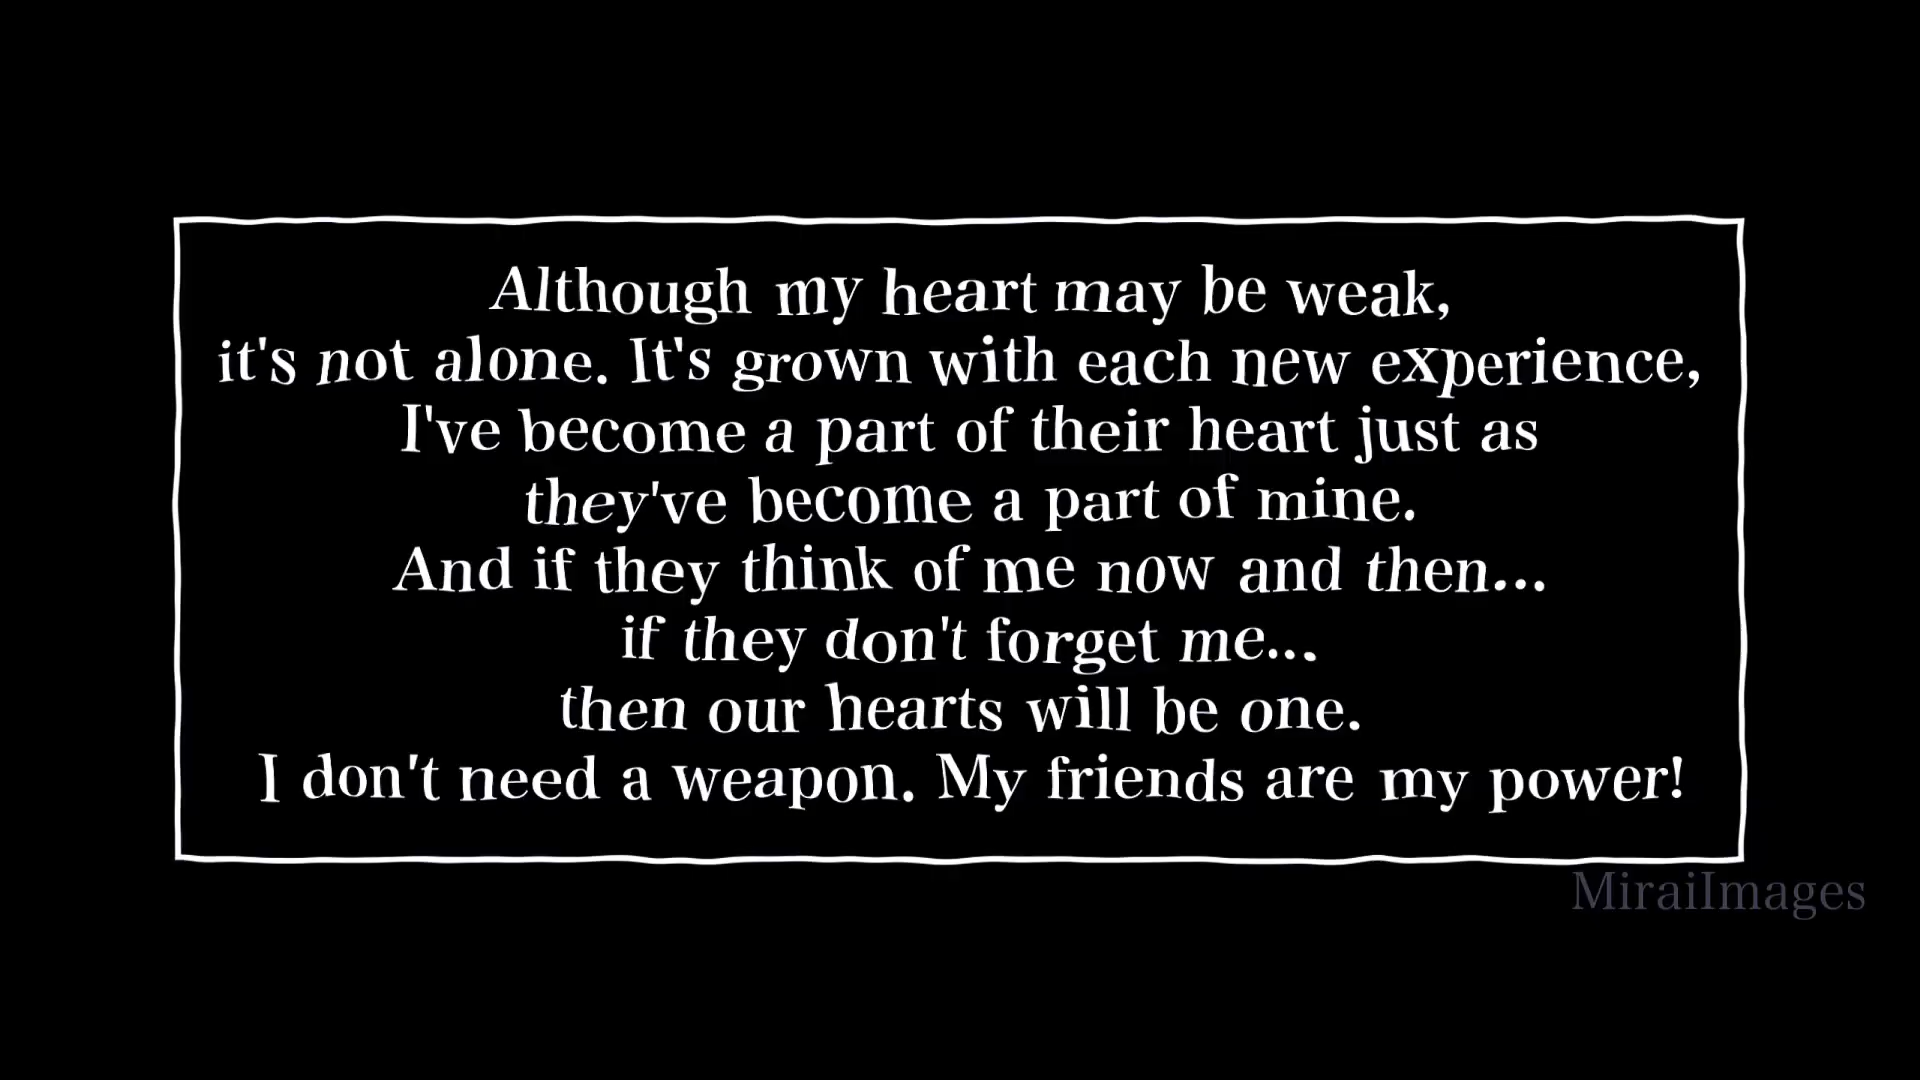 Although my heart may be weak,
it's not alone. It's grown with each new experience,
I've become a part of their heart just as
they've become a part of mine.
And if they think of me now and then...
if they don't forget me...
then our hearts will be one.
I don't need a weapon. My friends are my power!
MiraiImages